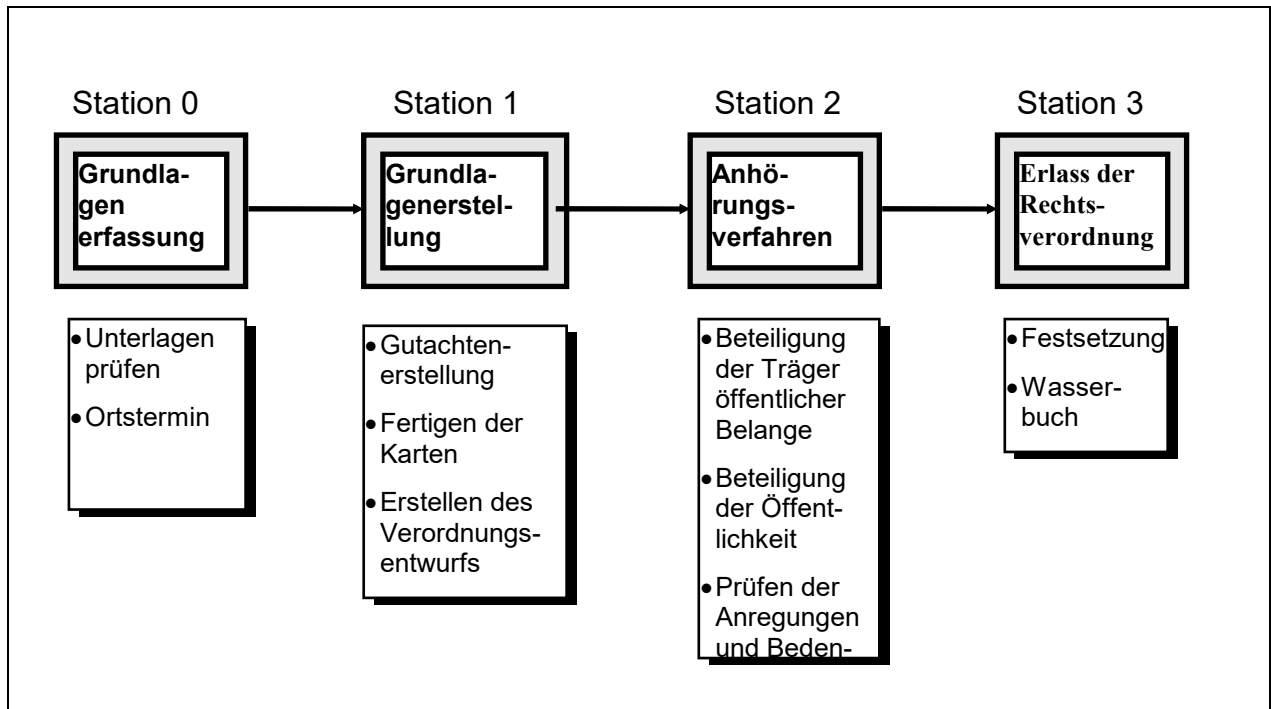 Station 0
Grundla-
gen
erfassung
• Unterlagen
prüfen
• Ortstermin
Station 1
Grundla-
generstel-
lung
• Gutachten-
erstellung
• Fertigen der
Karten
• Erstellen des
Verordnungs-
entwurfs
Station 2
Anhö-
rungs-
verfahren
• Beteiligung
der Träger
öffentlicher
Belange
• Beteiligung
der Öffent-
lichkeit
• Prüfen der
Anregungen
und Beden-
Station 3
Erlass der
Rechts-
verordnung
• Festsetzung
• Wasser-
buch